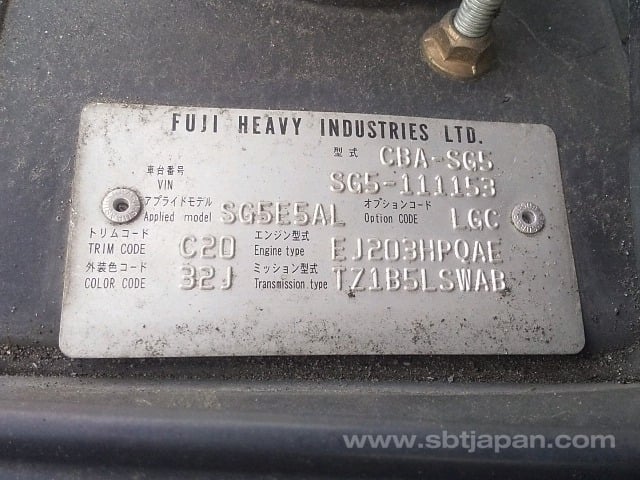 FUJI HEAVY INDUSTRIES LTD.
型式 CBA-SG5
車台番号
VIN SG5-111153
アプライドモデル オプションコード
Applied model SG5E5AL Option CODE LGC
トリムコード エンジン型式
TRIM CODE C20 Engine type EJ203HPQAE
外装色コード ミッション型式
COLOR CODE 32J Transmission type TZ1B5LSWAB
www.sbtjapan.com